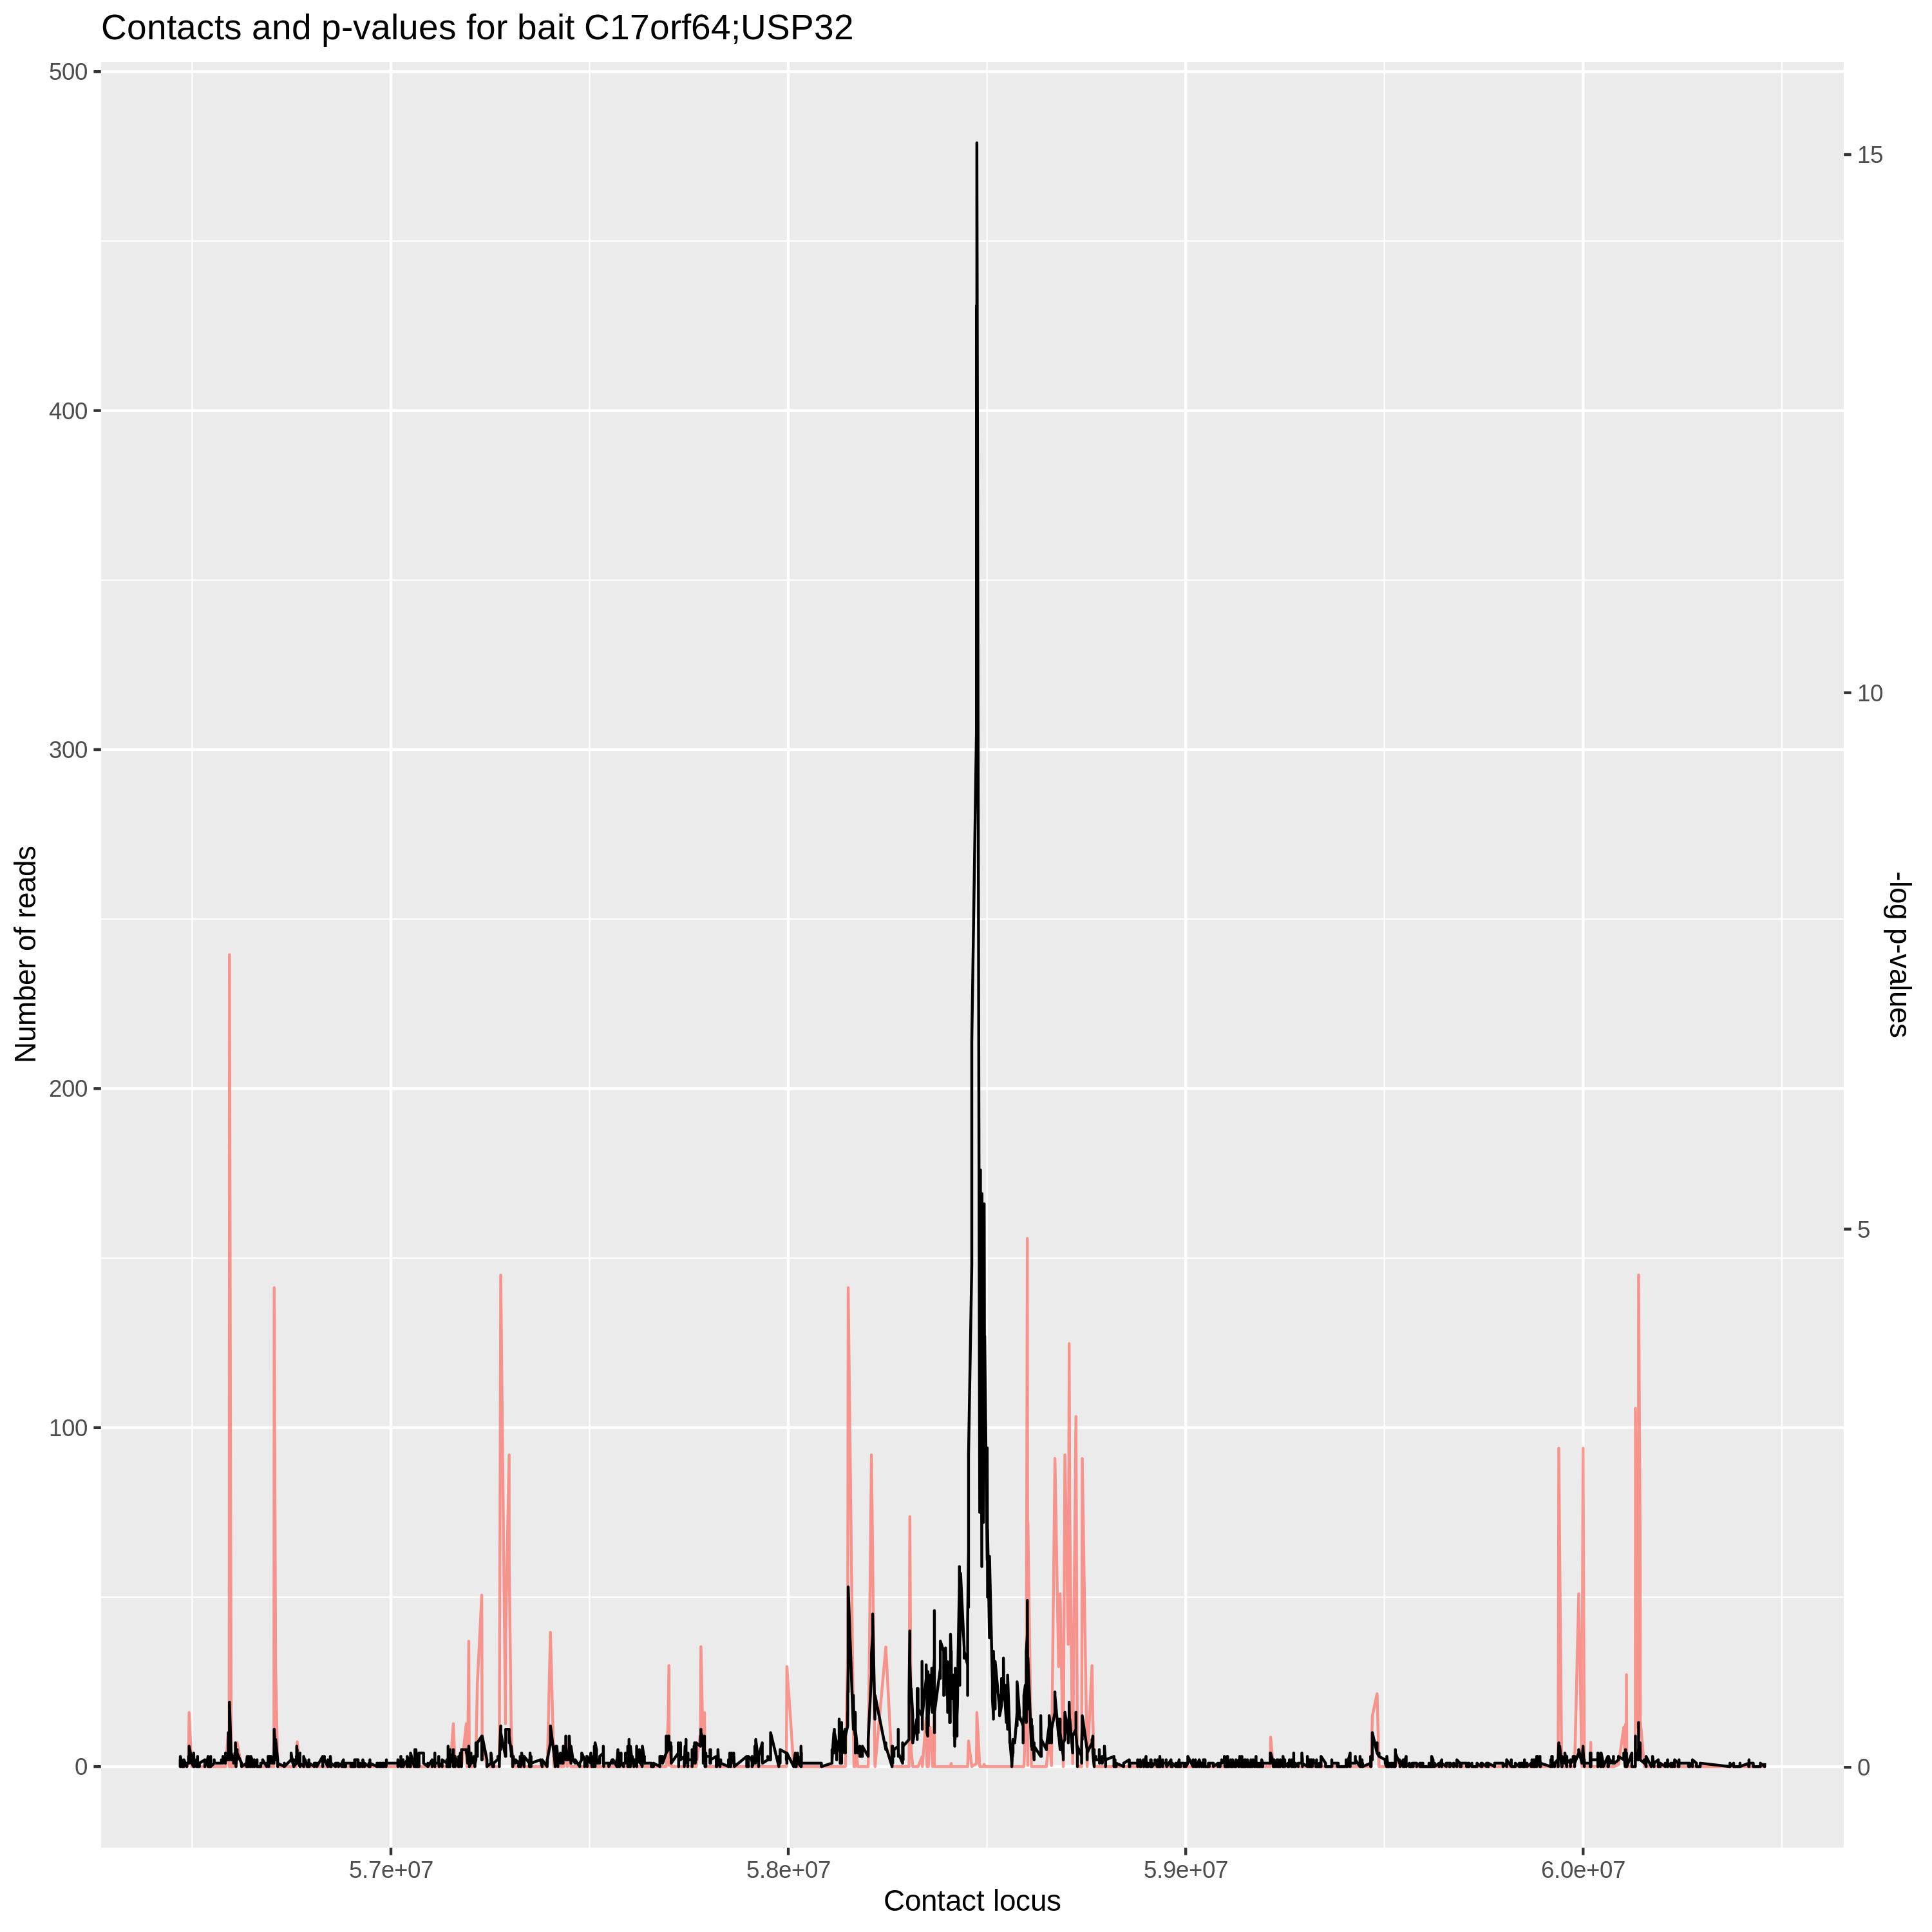 Contacts and p-values for bait C17orf64;USP32
500
400
300
200
100
0
Number of reads
15
10
5
0
-log p-values
5.7e+07
5.8e+07
5.9e+07
6.0e+07
Contact locus